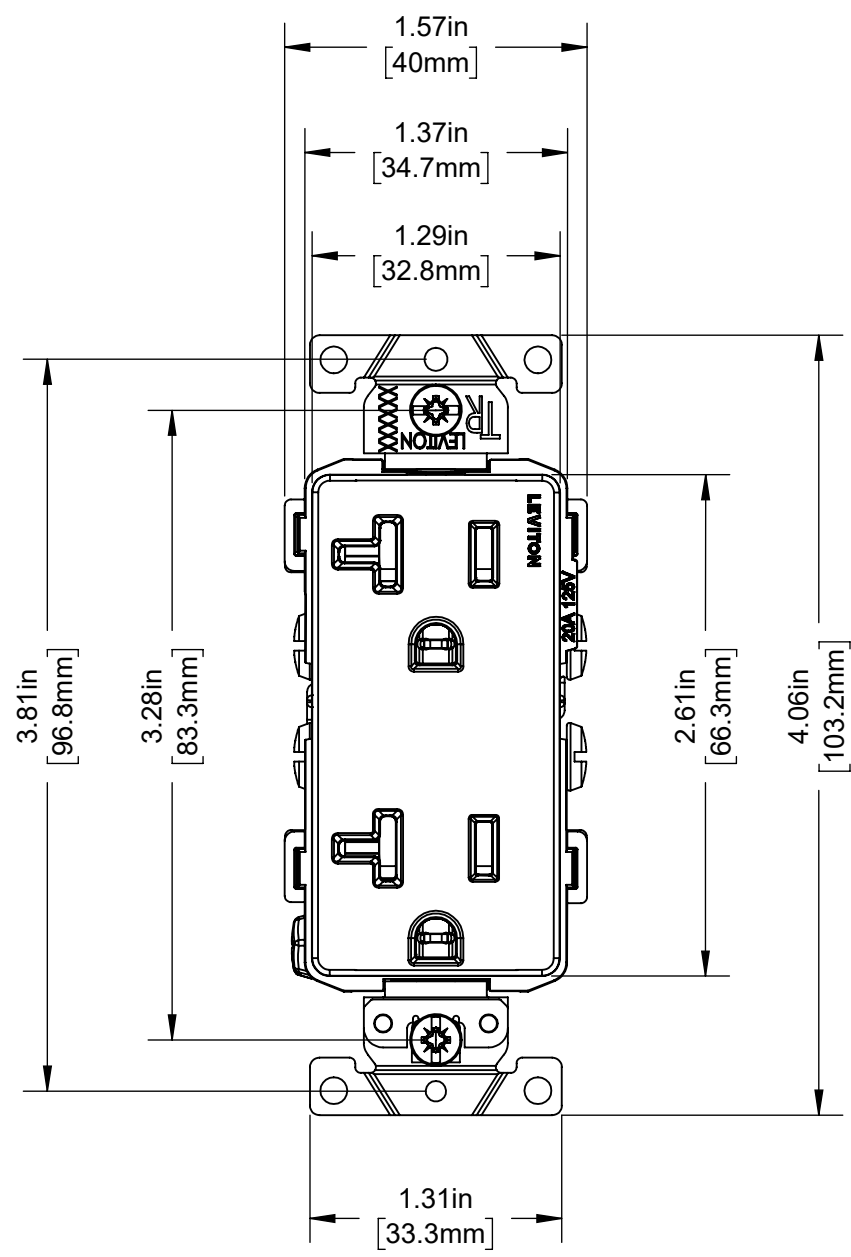 1.57in
[40mm]
1.37in
[34.7mm]
1.29in
[32.8mm]
XXXXX
TR
LEVITON
LEVITON
20A 125V
3.81in
[96.8mm]
3.28in
[83.3mm]
2.61in
[66.3mm]
4.06in
[103.2mm]
1.31in
[33.3mm]